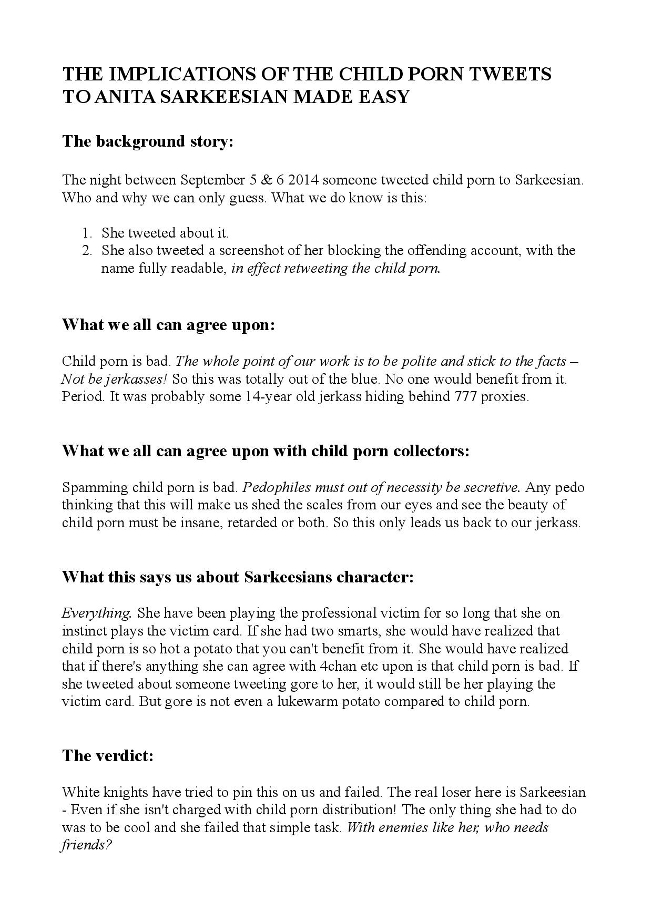 THE IMPLICATIONS OF THE CHILD PORN TWEETS
TO ANITA SARKEESIAN MADE EASY
The background story:
The night between September 5 & 6 2014 someone tweeted child porn to Sarkeesian.
Who and why we can only guess. What we do know is this:
1. She tweeted about it.
2. She also tweeted a screenshot of her blocking the offending account, with the
name fully readable, in effect retweeting the child porn.
What we all can agree upon:
Child porn is bad. The whole point of our work is to be polite and stick to the facts –
Not be jerkasses! So this was totally out of the blue. No one would benefit from it.
Period. It was probably some 14-year old jerkass hiding behind 777 proxies.
What we all can agree upon with child porn collectors:
Spamming child porn is bad. Pedophiles must out of necessity be secretive. Any pedo
thinking that this will make us shed the scales from our eyes and see the beauty of
child porn must be insane, retarded or both. So this only leads us back to our jerkass.
What this says us about Sarkeesians character:
Everything. She have been playing the professional victim for so long that she on
instinct plays the victim card. If she had two smarts, she would have realized that
child porn is so hot a potato that you can't benefit from it. She would have realized
that if there's anything she can agree with 4chan etc upon is that child porn is bad. If
she tweeted about someone tweeting gore to her, it would still be her playing the
victim card. But gore is not even a lukewarm potato compared to child porn.
The verdict:
White knights have tried to pin this on us and failed. The real loser here is Sarkeesian
- Even if she isn't charged with child porn distribution! The only thing she had to do
was to be cool and she failed that simple task. With enemies like her, who needs
friends?